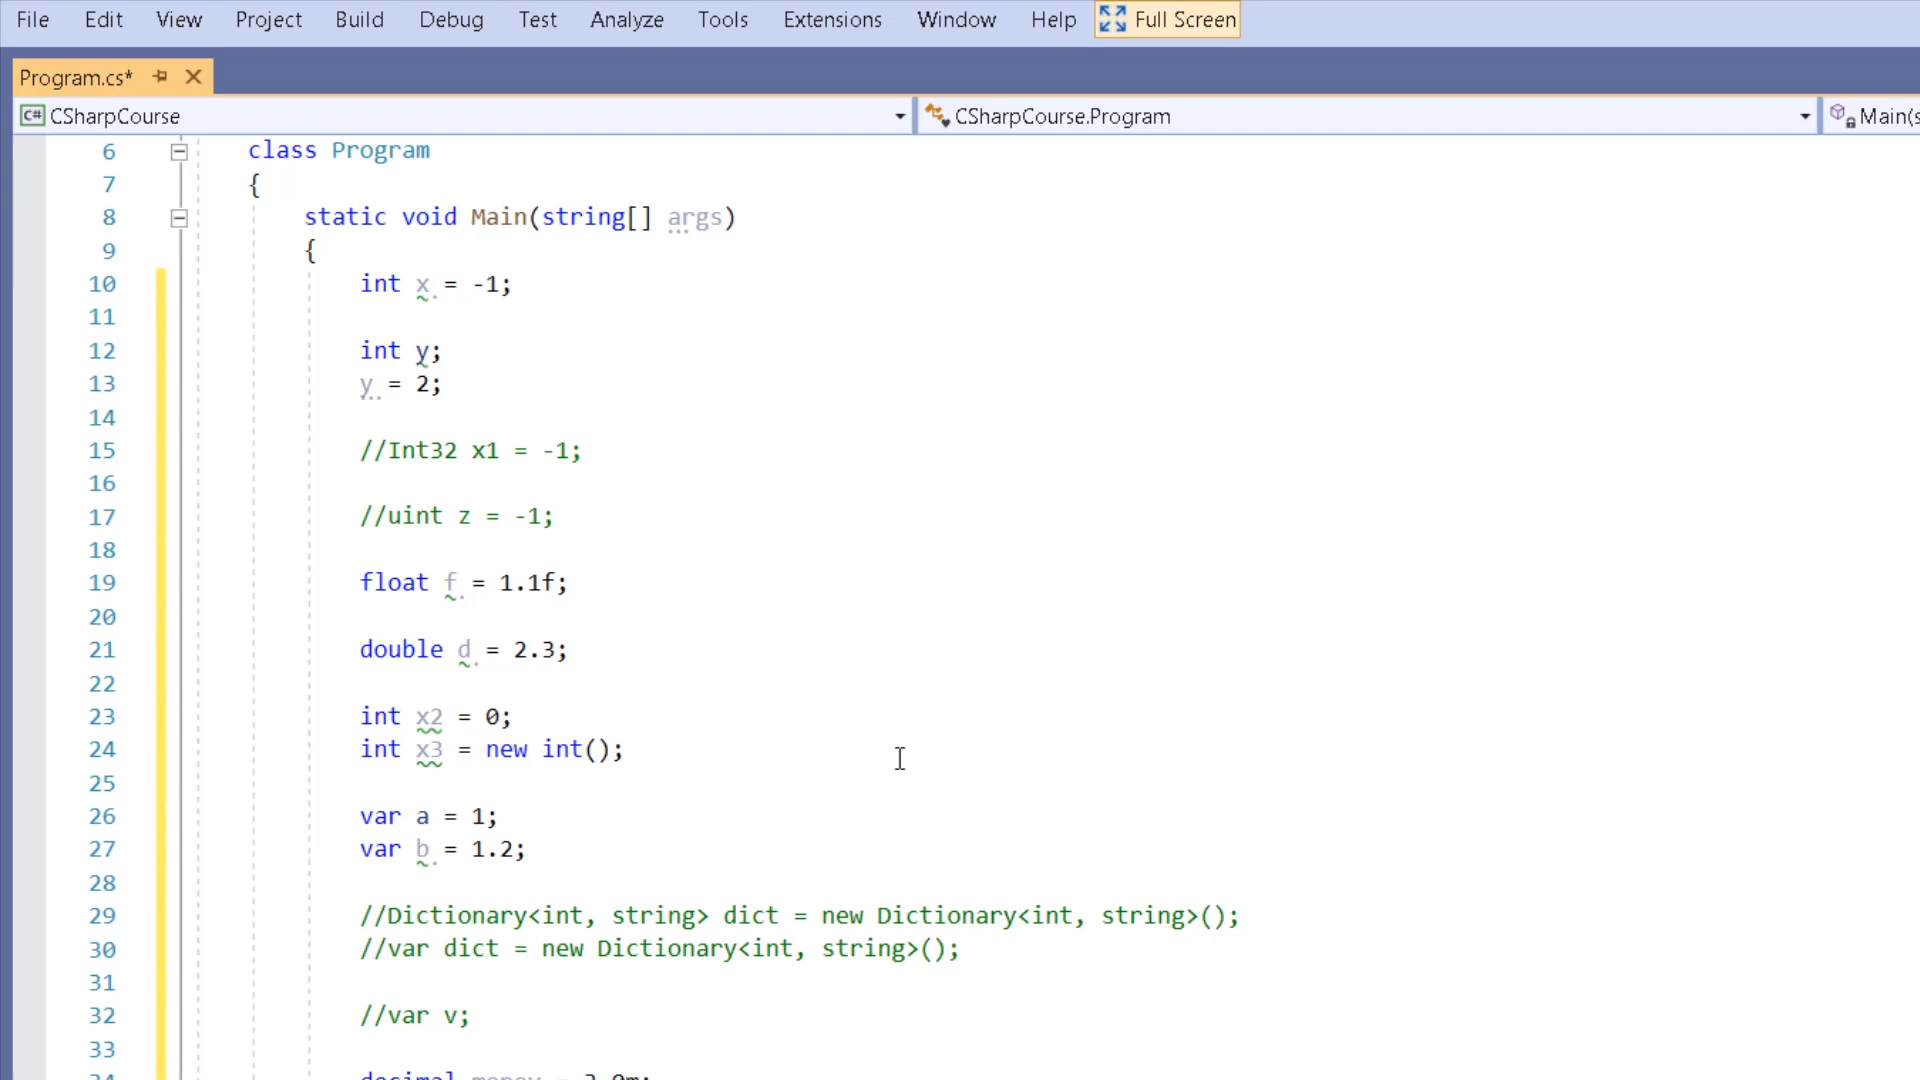 File Edit View Project Build Debug Test Analyze Tools Extensions Window Help Full Screen
Program.cs*
C# CSharpCourse CSharpCourse.Program Main(s
6 class Program
7 {
8 static void Main(string[] args)
9 {
10 int x = -1;
11
12 int y;
13 y = 2;
14
15 //Int32 x1 = -1;
16
17 //uint z = -1;
18
19 float f = 1.1f;
20
21 double d = 2.3;
22
23 int x2 = 0;
24 int x3 = new int();
25
26 var a = 1;
27 var b = 1.2;
28
29 //Dictionary<int, string> dict = new Dictionary<int, string>();
30 //var dict = new Dictionary<int, string>();
31
32 //var v;
33
34 decimal money = 3.0m;